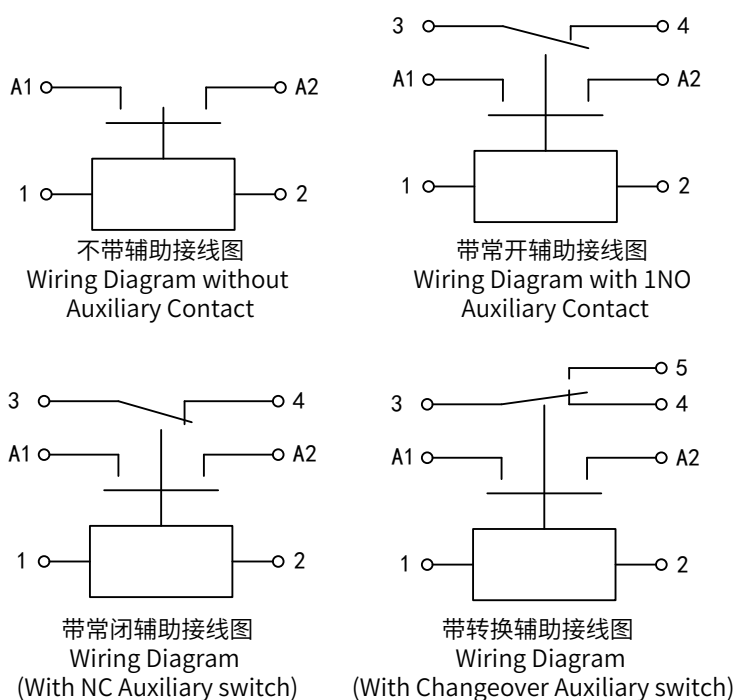 A1 A2
1 2
不带辅助接线图
Wiring Diagram without
Auxiliary Contact
3 4
A1 A2
1 2
带常开辅助接线图
Wiring Diagram with 1NO
Auxiliary Contact
3 4
A1 A2
1 2
带常闭辅助接线图
Wiring Diagram
(With NC Auxiliary switch)
5
3 4
A1 A2
1 2
带转换辅助接线图
Wiring Diagram
(With Changeover Auxiliary switch)